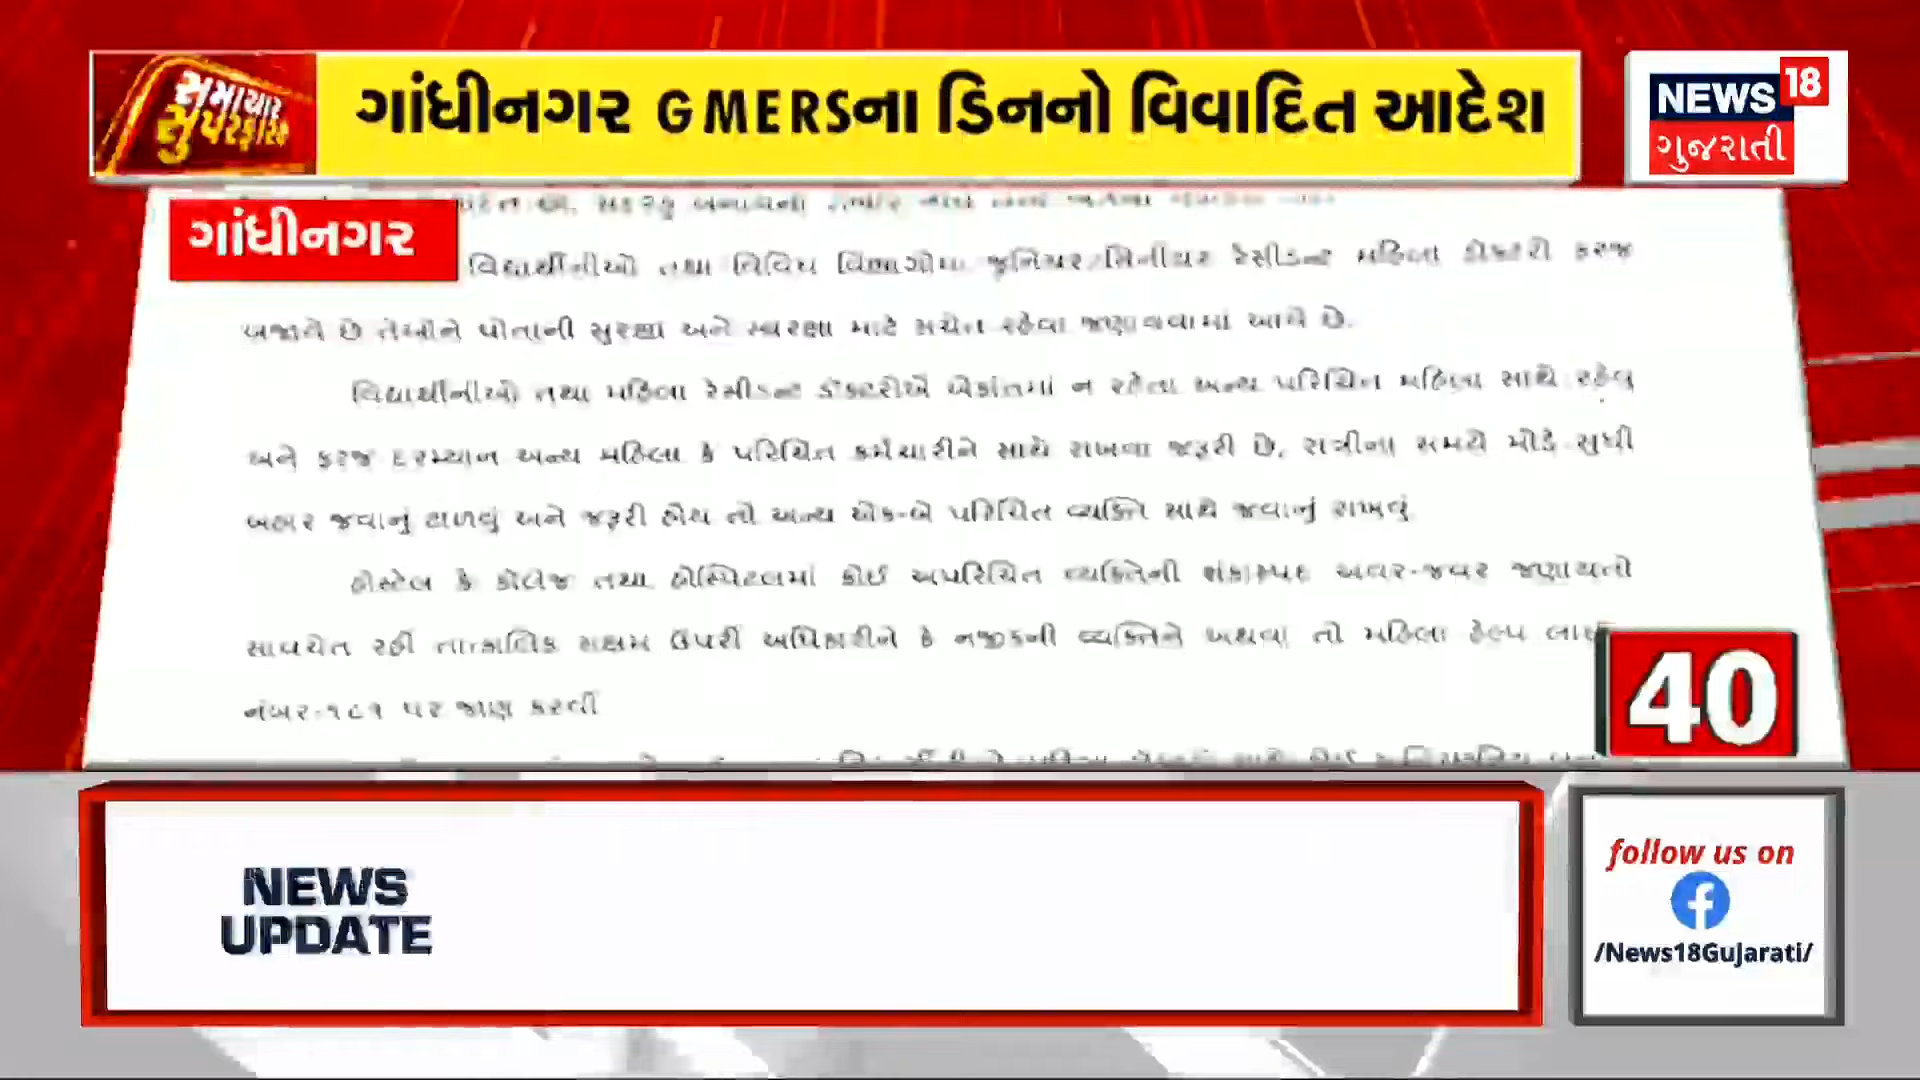 સમાચાર
સુપરફાસ્ટ
ગાંધીનગર GMERSના ડિનનો વિવાદિત આદેશ
NEWS 18
ગુજરાતી
ગાંધીનગર
વિદ્યાર્થીનીઓ તથા વિવિધ વિભાગોમા જુનિયર/સિનીયર રેસીડન્ટ મહિલા ડોકટરી ફરજ
બજાવે છે તેઓને પોતાની સુરક્ષા અને સ્વરક્ષા માટે સચેત રહેવા જણાવવામાં આવે છે.
વિદ્યાર્થીનીઓ તથા મહિલા રેસીડન્ટ ડૉકટરોએ એકાંતમાં ન રહેતા અન્ય પરિચિત મહિલા સાથે રહેવુ
અને ફરજ દરમ્યાન અન્ય મહિલા કે પરિચિત કર્મચારીને સાથે રાખવા જરૂરી છે. રાત્રીના સમયે મોડે સુધી
બહાર જવાનું ટાળવું અને જરૂરી હોય તો અન્ય એક-બે પરિચિત વ્યક્તિ સાથે જવાનું રાખવું
હોસ્ટેલ કે કોલેજ તથા હોસ્પિટલમાં કોઈ અપરિચિત વ્યક્તિની શંકાસ્પદ અવર-જવર જણાયતો
સાવચેત રહી તાત્કાલિક સક્ષમ ઉપરી અધિકારીને કે નજીકની વ્યક્તિને અથવા તો મહિલા હેલ્પ
નંબર-૧૮૧ પર જાણ કરવી
40
NEWS
UPDATE
follow us on
/News18Gujarati/